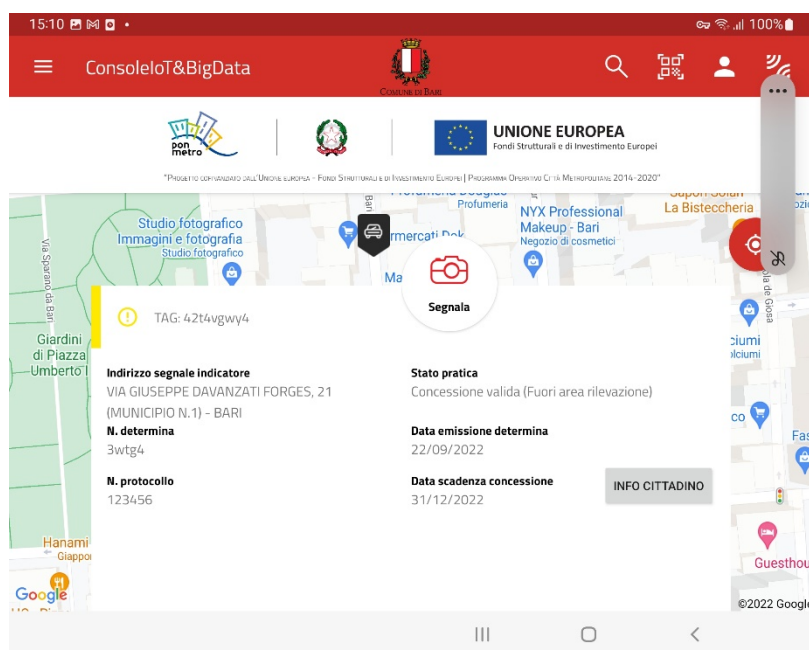 15:10
100%
ConsoleIoT&BigData
COMUNE DI BARI
pon
metro
UNIONE EUROPEA
Fondi Strutturali e di Investimento Europei
"PROGETTO COFINANZIATO DALL'UNIONE EUROPEA – FONDI STRUTTURALI E DI INVESTIMENTO EUROPEI | PROGRAMMA OPERATIVO CITTÀ METROPOLITANE 2014-2020"
Profumeria
La Bisteccheria
NYX Professional
Makeup - Bari
Negozio di cosmetici
Studio fotografico
Immagini e fotografia
Studio fotografico
Via Sparano da Bari
Segnala
TAG: 42t4vgwy4
Giardini
di Piazza
Umberto I
Indirizzo segnale indicatore
VIA GIUSEPPE DAVANZATI FORGES, 21
(MUNICIPIO N.1) - BARI
Stato pratica
Concessione valida (Fuori area rilevazione)
N. determina
3wtg4
Data emissione determina
22/09/2022
N. protocollo
123456
Data scadenza concessione
31/12/2022
INFO CITTADINO
Hanami
Giappo
Guesthou
Google
©2022 Google